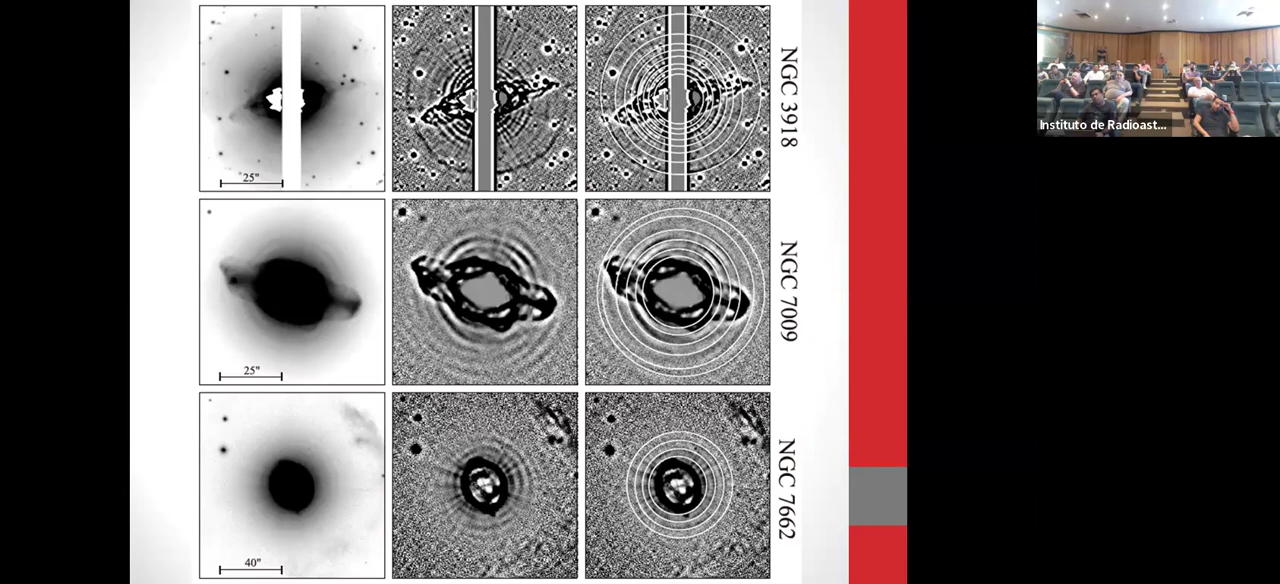 25"
NGC 3918
25"
NGC 7009
40"
NGC 7662
Instituto de Radioast...